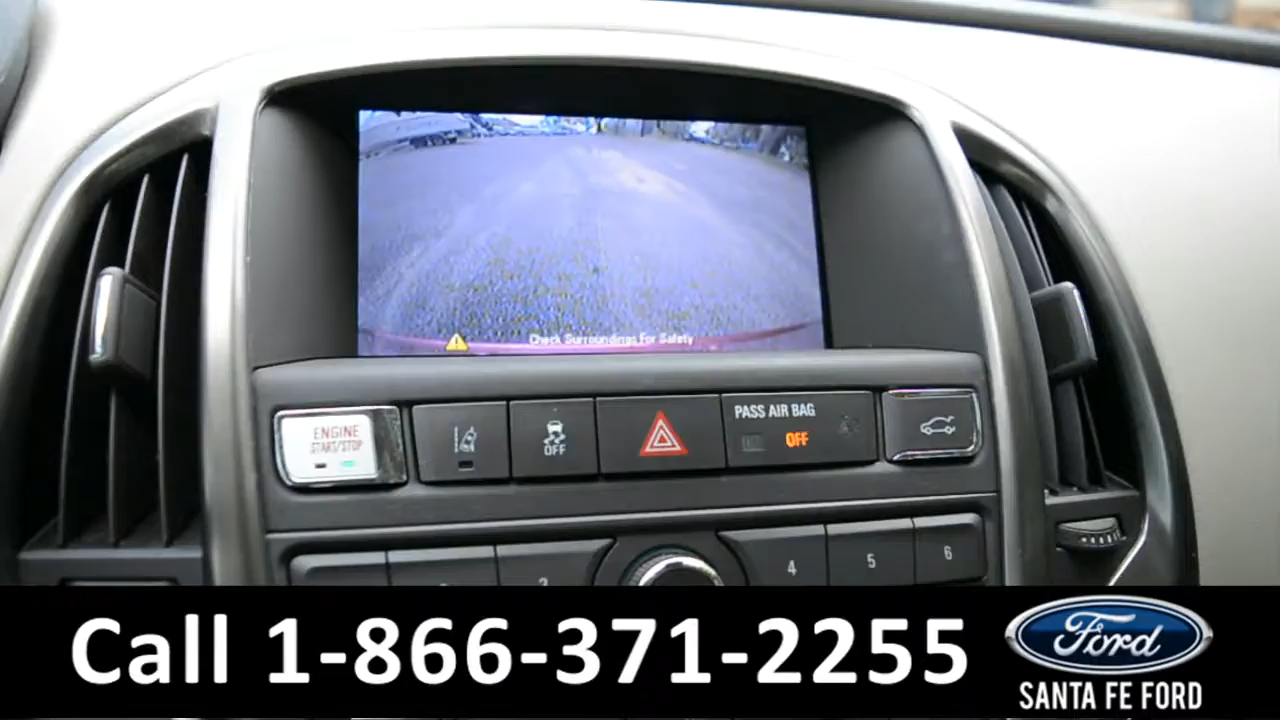 Check Surroundings For Safety
ENGINE
START/STOP
OFF
PASS AIR BAG
OFF
3
4
5
6
Call 1-866-371-2255
Ford
SANTA FE FORD